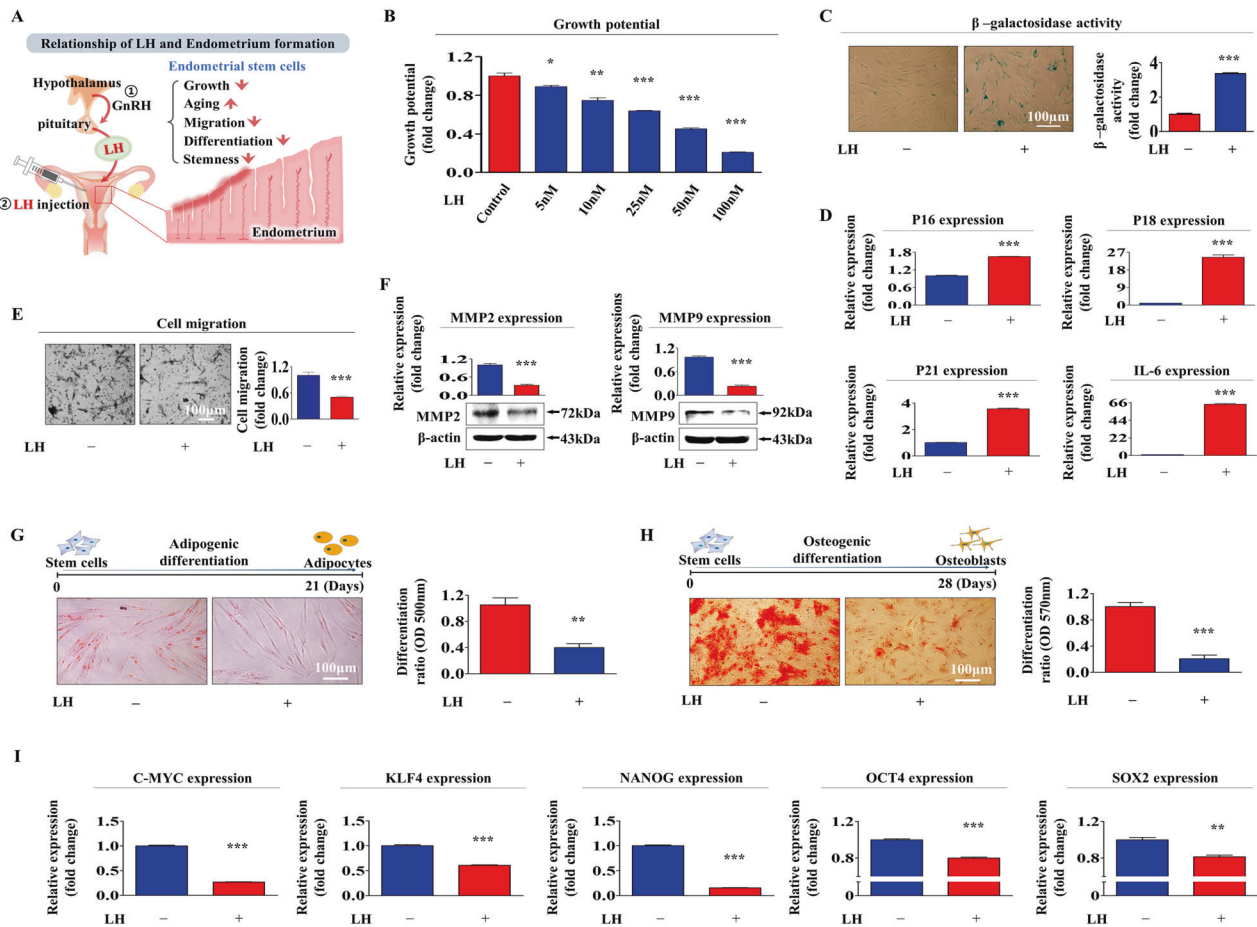 A
Relationship of LH and Endometrium formation
Hypothalamus
①
GnRH
pituitary
LH
② LH injection
Endometrial stem cells
Growth
Aging
Migration
Differentiation
Stemness
Endometrium
B
Growth potential
Growth potential
(fold change)
1.2
0.8
0.4
0.0
*
**
***
***
***
LH
Control
5nM
10nM
25nM
50nM
100nM
C
β –galactosidase activity
100μm
LH
–
+
β –galactosidase
activity
(fold change)
4
2
0
***
LH
–
+
D
P16 expression
Relative expression
(fold change)
1.8
1.2
0.6
0.0
***
LH
–
+
P18 expression
Relative expression
(fold change)
27
18
9
0
***
LH
–
+
P21 expression
Relative expression
(fold change)
4
2
0
***
LH
–
+
IL-6 expression
Relative expression
(fold change)
66
44
22
0
***
LH
–
+
E
Cell migration
100μm
LH
–
+
Cell migration
(fold change)
1.2
0.6
0.0
***
LH
–
+
F
MMP2 expression
Relative expressions
(fold change)
1.2
0.6
0.0
***
MMP2
72kDa
β-actin
43kDa
LH
–
+
MMP9 expression
Relative expressions
(fold change)
1.2
0.6
0.0
***
MMP9
92kDa
β-actin
43kDa
LH
–
+
G
Stem cells
Adipogenic
differentiation
Adipocytes
0
21 (Days)
100μm
LH
–
+
Differentiation
ratio (OD 500nm)
1.2
0.8
0.4
0.0
**
LH
–
+
H
Stem cells
Osteogenic
differentiation
Osteoblasts
0
28 (Days)
100μm
LH
–
+
Differentiation
ratio (OD 570nm)
1.2
0.8
0.4
0.0
***
LH
–
+
I
C-MYC expression
Relative expression
(fold change)
1.5
1.0
0.5
0.0
***
LH
–
+
KLF4 expression
Relative expression
(fold change)
1.5
1.0
0.5
0.0
***
LH
–
+
NANOG expression
Relative expression
(fold change)
1.5
1.0
0.5
0.0
***
LH
–
+
OCT4 expression
Relative expression
(fold change)
1.2
0.8
0
***
LH
–
+
SOX2 expression
Relative expression
(fold change)
1.2
0.8
0
**
LH
–
+